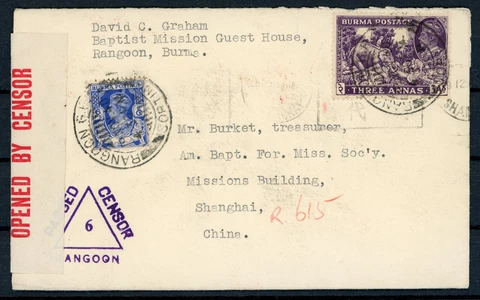 David C. Graham
Baptist Mission Guest House,
Rangoon, Burma.
BURMA POSTAGE
THREE ANNAS
OPENED BY CENSOR
RANGOON
Mr. Burket, treasurer,
Am. Bapt. For. Miss. Soc'y.
Missions Building,
Shanghai,
China.
R. 615
CENSOR
6
RANGOON